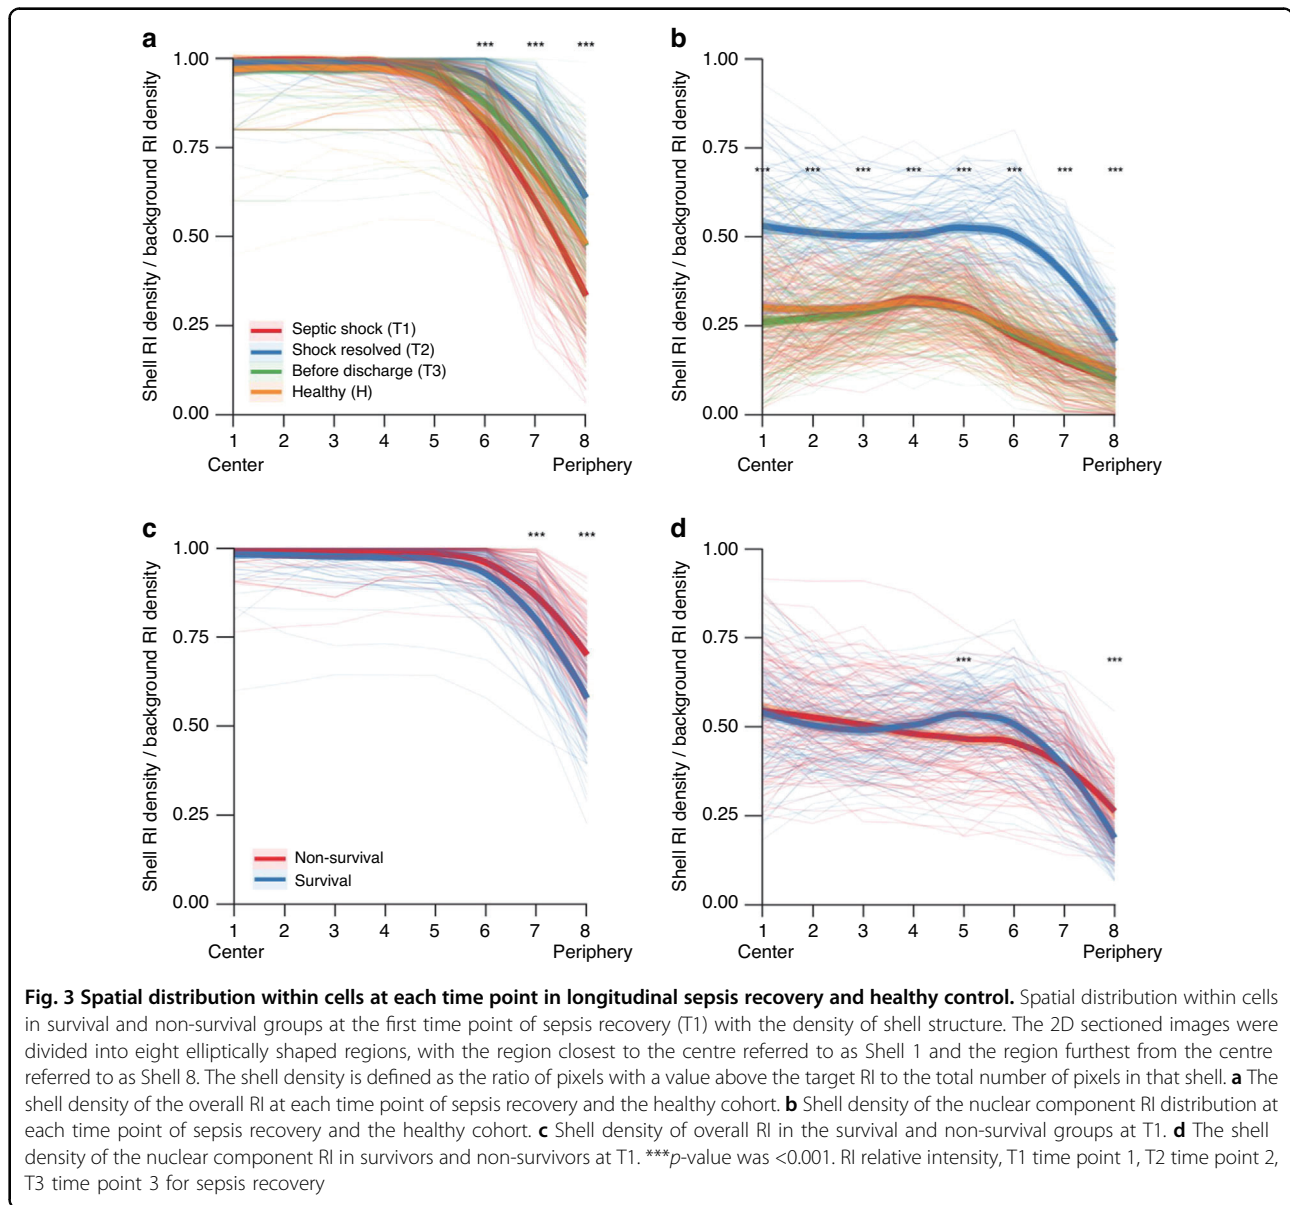 a
b
Shell RI density / background RI density
1.00
0.75
0.50
0.25
0.00
*** *** ***
Septic shock (T1)
Shock resolved (T2)
Before discharge (T3)
Healthy (H)
1 2 3 4 5 6 7 8
Center Periphery
Shell RI density / background RI density
1.00
0.75
0.50
0.25
0.00
*** *** *** *** *** *** *** ***
1 2 3 4 5 6 7 8
Center Periphery
c
d
Shell RI density / background RI density
1.00
0.75
0.50
0.25
0.00
*** ***
Non-survival
Survival
1 2 3 4 5 6 7 8
Center Periphery
Shell RI density / background RI density
1.00
0.75
0.50
0.25
0.00
*** ***
1 2 3 4 5 6 7 8
Center Periphery
Fig. 3 Spatial distribution within cells at each time point in longitudinal sepsis recovery and healthy control. Spatial distribution within cells
in survival and non-survival groups at the first time point of sepsis recovery (T1) with the density of shell structure. The 2D sectioned images were
divided into eight elliptically shaped regions, with the region closest to the centre referred to as Shell 1 and the region furthest from the centre
referred to as Shell 8. The shell density is defined as the ratio of pixels with a value above the target RI to the total number of pixels in that shell. a The
shell density of the overall RI at each time point of sepsis recovery and the healthy cohort. b Shell density of the nuclear component RI distribution at
each time point of sepsis recovery and the healthy cohort. c Shell density of overall RI in the survival and non-survival groups at T1. d The shell
density of the nuclear component RI in survivors and non-survivors at T1. ***p-value was <0.001. RI relative intensity, T1 time point 1, T2 time point 2,
T3 time point 3 for sepsis recovery